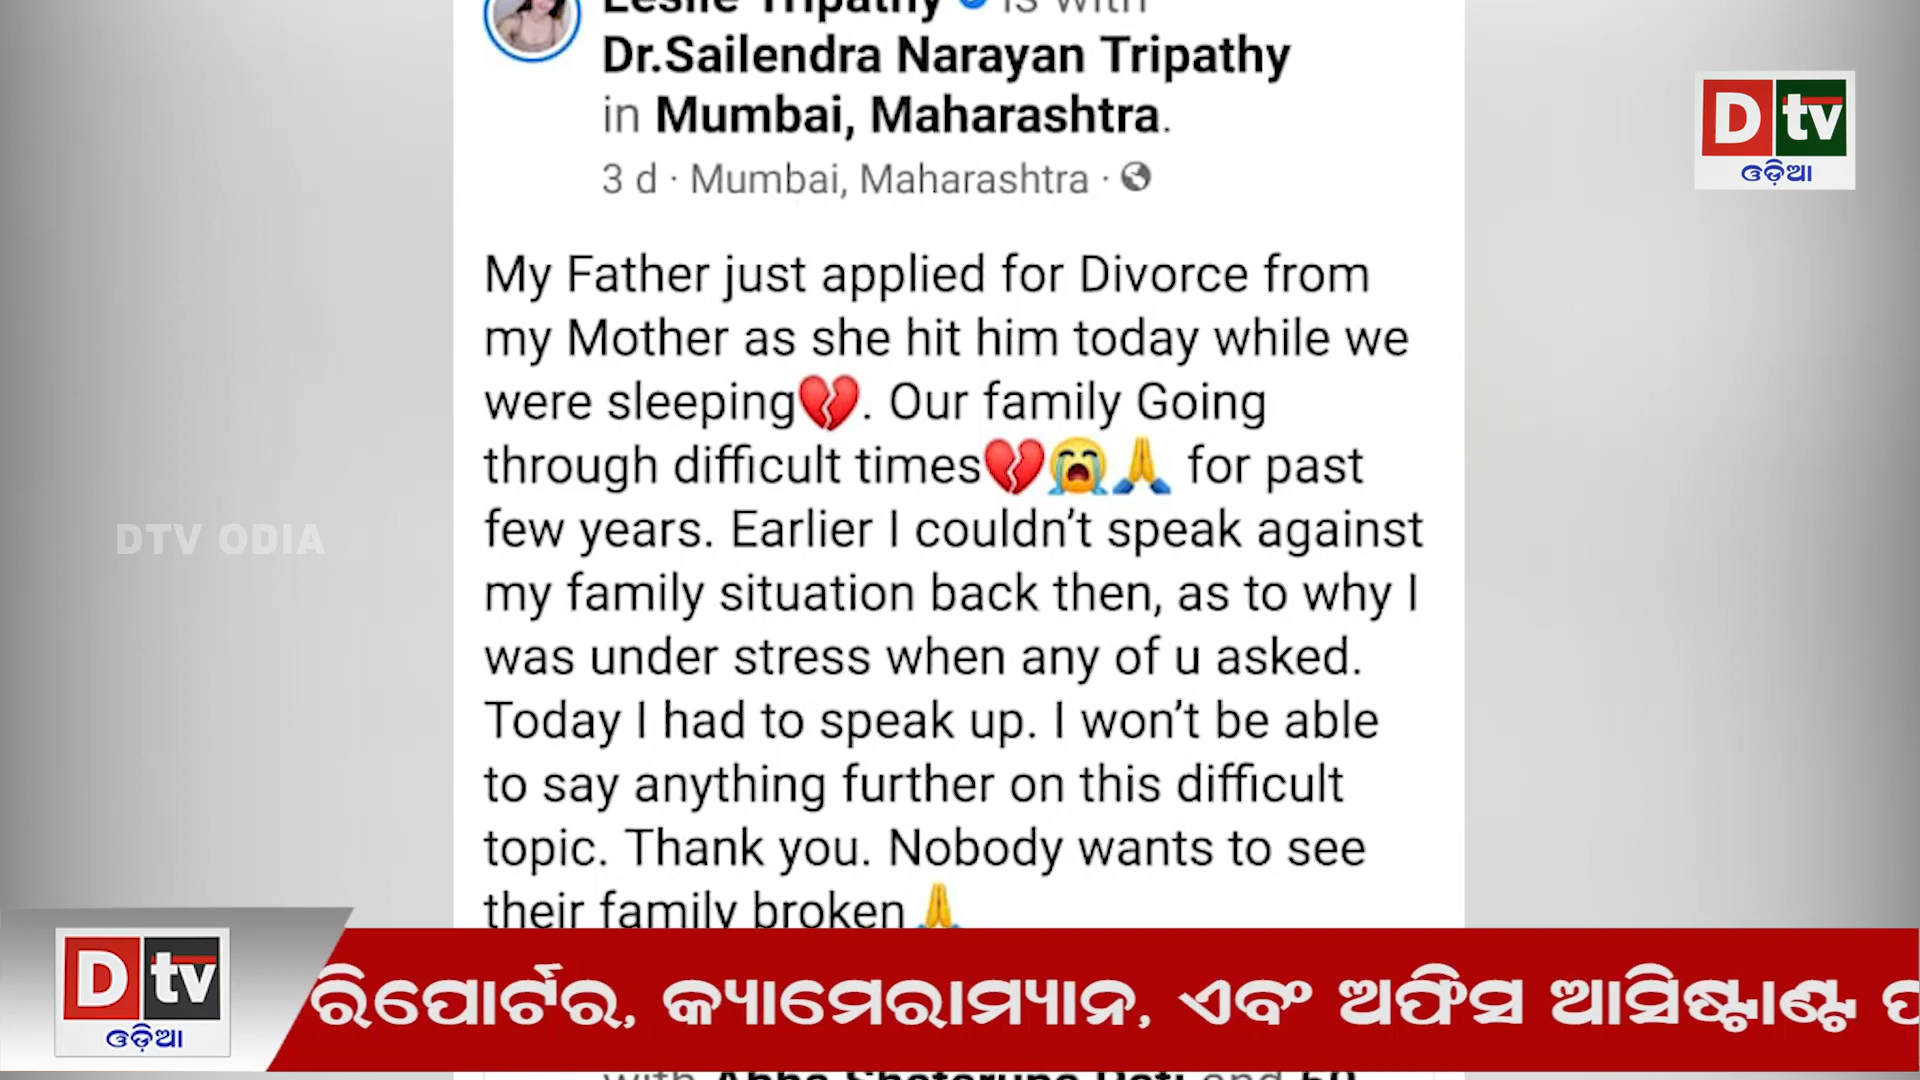 Leslie Tripathy is with
Dr.Sailendra Narayan Tripathy
in Mumbai, Maharashtra.
3 d · Mumbai, Maharashtra ·
D tv
ଓଡ଼ିଆ
My Father just applied for Divorce from
my Mother as she hit him today while we
were sleeping💔. Our family Going
through difficult times💔😭🙏 for past
few years. Earlier I couldn’t speak against
my family situation back then, as to why I
was under stress when any of u asked.
Today I had to speak up. I won’t be able
to say anything further on this difficult
topic. Thank you. Nobody wants to see
their family broken🙏
DTV ODIA
D tv
ଓଡ଼ିଆ
ରିପୋର୍ଟର, କ୍ୟାମେରାମ୍ୟାନ, ଏବଂ ଅଫିସ ଆସିଷ୍ଟାଣ୍ଟ